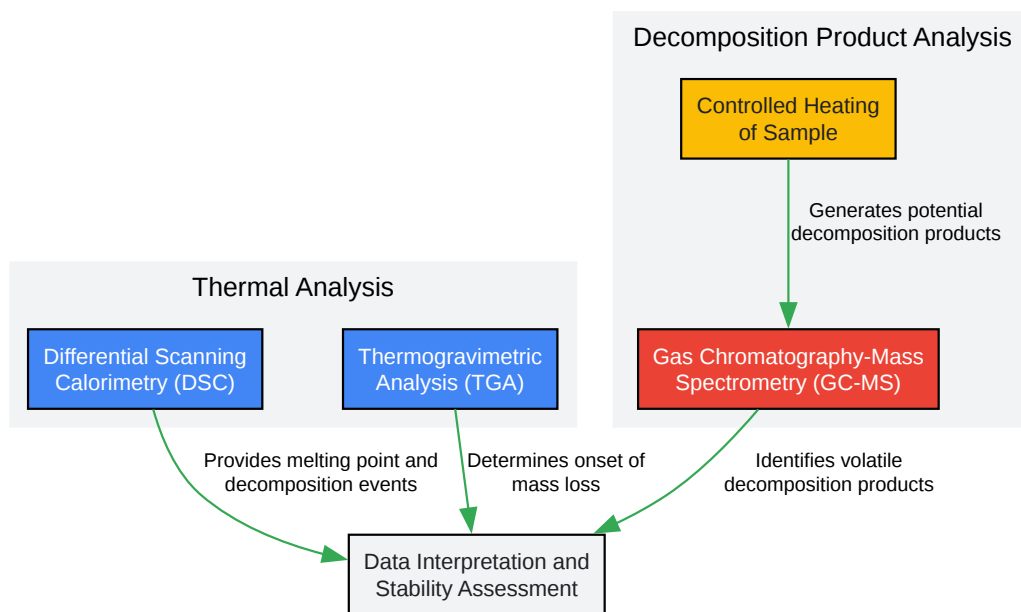 Decomposition Product Analysis
Controlled Heating
of Sample
Generates potential
decomposition products
Thermal Analysis
Differential Scanning
Calorimetry (DSC)
Thermogravimetric
Analysis (TGA)
Gas Chromatography-Mass
Spectrometry (GC-MS)
Provides melting point and
decomposition events
Determines onset of
mass loss
Identifies volatile
decomposition products
Data Interpretation and
Stability Assessment